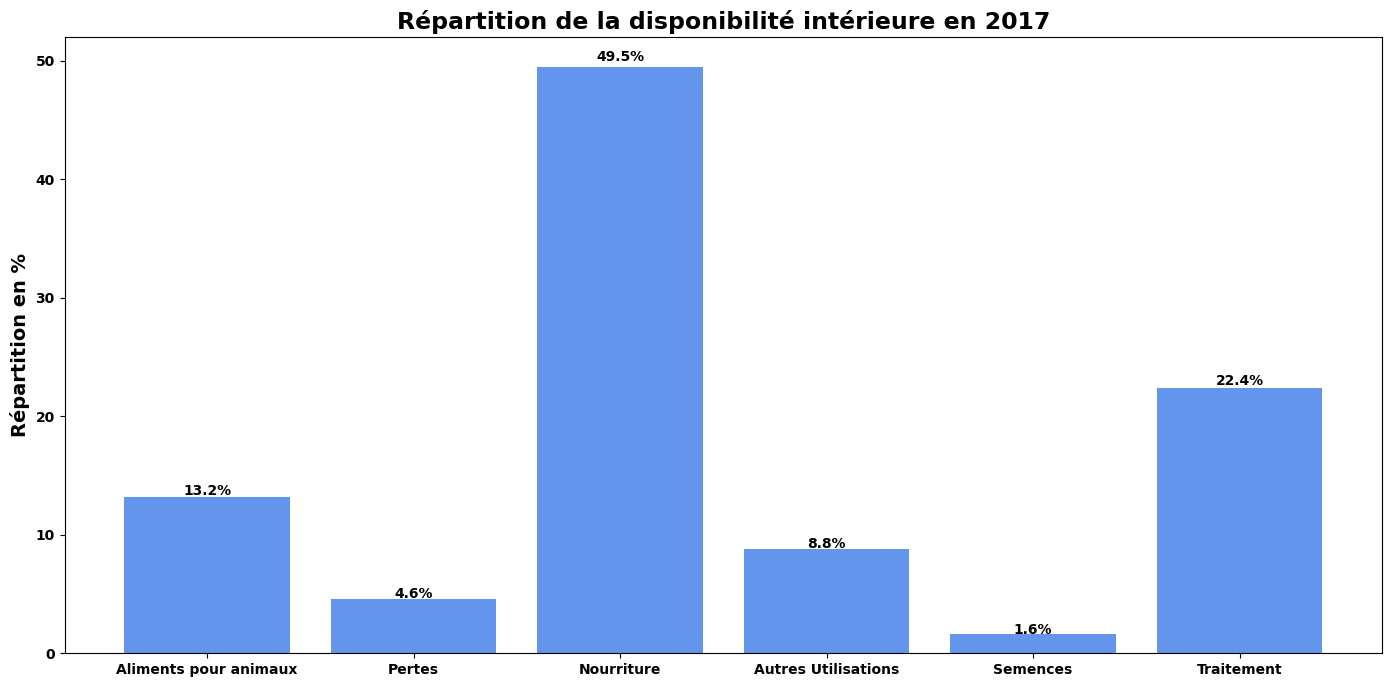 Répartition de la disponibilité intérieure en 2017
Répartition en %
50
40
30
20
10
0
13.2%
4.6%
49.5%
8.8%
1.6%
22.4%
Aliments pour animaux
Pertes
Nourriture
Autres Utilisations
Semences
Traitement